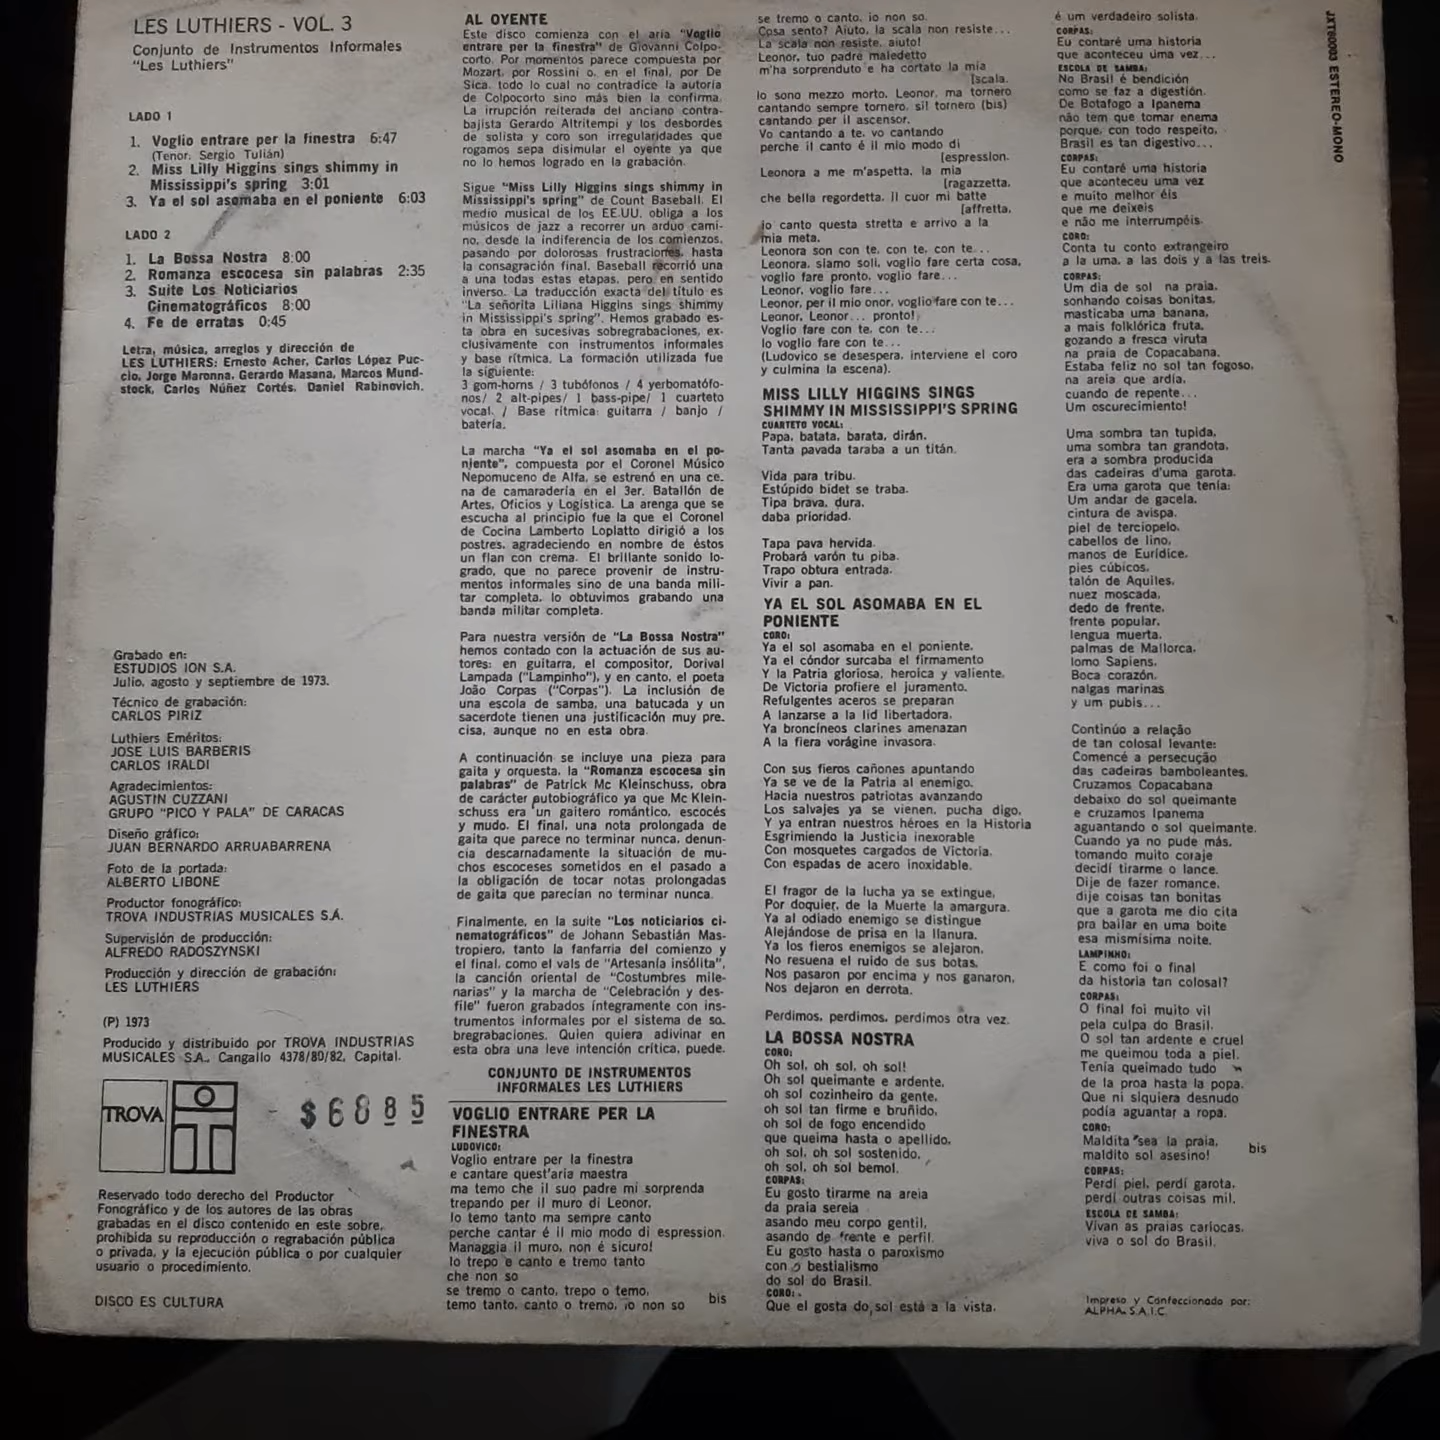 LES LUTHIERS - VOL. 3
Conjunto de Instrumentos Informales
"Les Luthiers"
LADO 1
1. Voglio entrare per la finestra 6:47
(Tenor, Sergio Tulián)
2. Miss Lilly Higgins sings shimmy in
Mississippi's spring 3:01
3. Ya el sol asomaba en el poniente 6:03
LADO 2
1. La Bossa Nostra 8:00
2. Romanza escocesa sin palabras 2:35
3. Suite Los Noticiarios
Cinematográficos 8:00
4. Fe de erratas 0:45
Letra, música, arreglos y dirección de
LES LUTHIERS: Ernesto Acher, Carlos López Puc-
cio, Jorge Maronna, Gerardo Masana, Marcos Mund-
stock, Carlos Núñez Cortés, Daniel Rabinovich.
Grabado en:
ESTUDIOS ION S.A.
Julio, agosto y septiembre de 1973.
Técnico de grabación:
CARLOS PIRIZ
Luthiers Eméritos:
JOSE LUIS BARBERIS
CARLOS IRALDI
Agradecimientos:
AGUSTIN CUZZANI
GRUPO "PICO Y PALA" DE CARACAS
Diseño gráfico:
JUAN BERNARDO ARRUABARRENA
Foto de la portada:
ALBERTO LIBONE
Productor fonográfico:
TROVA INDUSTRIAS MUSICALES S.A.
Supervisión de producción:
ALFREDO RADOSZYNSKI
Producción y dirección de grabación:
LES LUTHIERS
(P) 1973
Producido y distribuido por TROVA INDUSTRIAS
MUSICALES S.A., Cangallo 4378/80/82, Capital.
TROVA
$6885
Reservado todo derecho del Productor
Fonográfico y de los autores de las obras
grabadas en el disco contenido en este sobre,
prohibida su reproducción o regrabación pública
o privada, y la ejecución pública o por cualquier
usuario o procedimiento.
DISCO ES CULTURA
AL OYENTE
Este disco comienza con el aria "Voglio
entrare per la finestra" de Giovanni Colpo-
corto. Por momentos parece compuesta por
Mozart, por Rossini o, en el final, por De
Sica, todo lo cual no contradice la autoría
de Colpocorto sino más bien la confirma.
La irrupción reiterada del anciano contra-
bajista Gerardo Altritempi y los desbordes
de solista y coro son irregularidades que
rogamos sepa disimular el oyente ya que
no lo hemos logrado en la grabación.
Sigue "Miss Lilly Higgins sings shimmy in
Mississippi's spring" de Count Baseball. El
medio musical de los EE.UU. obliga a los
músicos de jazz a recorrer un arduo cami-
no, desde la indiferencia de los comienzos,
pasando por dolorosas frustraciones, hasta
la consagración final. Baseball recorrió una
a una todas estas etapas, pero en sentido
inverso. La traducción exacta del título es
"La señorita Liliana Higgins sings shimmy
in Mississippi's spring". Hemos grabado es-
ta obra en sucesivas sobregrabaciones, ex-
clusivamente con instrumentos informales
y base rítmica. La formación utilizada fue
la siguiente:
3 gom-horns / 3 tubófonos / 4 yerbomatófo-
nos/ 2 alt-pipes/ 1 bass-pipe/ 1 cuarteto
vocal. / Base rítmica: guitarra / banjo /
batería.
La marcha "Ya el sol asomaba en el po-
niente", compuesta por el Coronel Músico
Nepomuceno de Alfa, se estrenó en una ce-
na de camaradería en el 3er. Batallón de
Artes, Oficios y Logística. La arenga que se
escucha al principio fue la que el Coronel
de Cocina Lamberto Loplatto dirigió a los
postres, agradeciendo en nombre de éstos
un flan con crema. El brillante sonido lo-
grado, que no parece provenir de instru-
mentos informales sino de una banda mili-
tar completa, lo obtuvimos grabando una
banda militar completa.
Para nuestra versión de "La Bossa Nostra"
hemos contado con la actuación de sus au-
tores: en guitarra, el compositor, Dorival
Lampada ("Lampinho"), y en canto, el poeta
João Corpas ("Corpas"). La inclusión de
una escola de samba, una batucada y un
sacerdote tienen una justificación muy pre-
cisa, aunque no en esta obra.
A continuación se incluye una pieza para
gaita y orquesta, la "Romanza escocesa sin
palabras" de Patrick Mc Kleinschuss, obra
de carácter autobiográfico ya que Mc Klein-
schuss era un gaitero romántico, escocés
y mudo. El final, una nota prolongada de
gaita que parece no terminar nunca, denun-
cia descarnadamente la situación de mu-
chos escoceses sometidos en el pasado a
la obligación de tocar notas prolongadas
de gaita que parecían no terminar nunca.
Finalmente, en la suite "Los noticiarios ci-
nematográficos" de Johann Sebastián Mas-
tropiero, tanto la fanfarria del comienzo y
el final, como el vals de "Artesanía insólita",
la canción oriental de "Costumbres mile-
narias" y la marcha de "Celebración y des-
file" fueron grabados íntegramente con ins-
trumentos informales por el sistema de so-
bregrabaciones. Quien quiera adivinar en
esta obra una leve intención crítica, puede.
CONJUNTO DE INSTRUMENTOS
INFORMALES LES LUTHIERS
VOGLIO ENTRARE PER LA
FINESTRA
LUDOVICO:
Voglio entrare per la finestra
e cantare quest'aria maestra
ma temo che il suo padre mi sorprenda
trepando per il muro di Leonor.
Io temo tanto ma sempre canto
perche cantar é il mio modo di espression.
Managgia il muro, non é sicuro!
Io trepo e canto e tremo tanto
che non so
se tremo o canto, trepo o temo,
temo tanto, canto o tremo, io non so bis
se tremo o canto, io non so.
Cosa sento? Aiuto, la scala non resiste...
La scala non resiste, aiuto!
Leonor, tuo padre maledetto
m'ha sorprenduto e ha cortato la mia
[scala.
Io sono mezzo morto, Leonor, ma tornero
cantando sempre tornero, si! tornero (bis)
cantando per il ascensor.
Vo cantando a te, vo cantando
perche il canto é il mio modo di
[espression.
Leonora a me m'aspetta, la mia
[ragazzetta,
che bella regordetta, il cuor mi batte
[affretta,
io canto questa stretta e arrivo a la
mia meta.
Leonora son con te, con te, con te...
Leonora, siamo soli, voglio fare certa cosa,
voglio fare pronto, voglio fare...
Leonor, voglio fare...
Leonor, per il mio onor, voglio fare con te...
Leonor, Leonor... pronto!
Voglio fare con te, con te...
Io voglio fare con te...
(Ludovico se desespera, interviene el coro
y culmina la escena).
MISS LILLY HIGGINS SINGS
SHIMMY IN MISSISSIPPI'S SPRING
CUARTETO VOCAL:
Papa, batata, barata, dirán.
Tanta pavada taraba a un titán.
Vida para tribu.
Estúpido bidet se traba.
Tipa brava, dura,
daba prioridad.
Tapa pava hervida.
Probará varón tu piba.
Trapo obtura entrada.
Vivir a pan.
YA EL SOL ASOMABA EN EL
PONIENTE
CORO:
Ya el sol asomaba en el poniente,
Ya el cóndor surcaba el firmamento
Y la Patria gloriosa, heroica y valiente,
De Victoria profiere el juramento.
Refulgentes aceros se preparan
A lanzarse a la lid libertadora,
Ya broncíneos clarines amenazan
A la fiera vorágine invasora.
Con sus fieros cañones apuntando
Ya se ve de la Patria al enemigo.
Hacia nuestros patriotas avanzando
Los salvajes ya se vienen, pucha digo,
Y ya entran nuestros héroes en la Historia
Esgrimiendo la Justicia inexorable
Con mosquetes cargados de Victoria,
Con espadas de acero inoxidable.
El fragor de la lucha ya se extingue,
Por doquier, de la Muerte la amargura.
Ya al odiado enemigo se distingue
Alejándose de prisa en la llanura.
Ya los fieros enemigos se alejaron,
No resuena el ruido de sus botas,
Nos pasaron por encima y nos ganaron,
Nos dejaron en derrota.
Perdimos, perdimos, perdimos otra vez.
LA BOSSA NOSTRA
CORO:
Oh sol, oh sol, oh sol!
Oh sol queimante e ardente,
oh sol cozinheiro da gente,
oh sol tan firme e bruñido,
oh sol de fogo encendido
que queima hasta o apellido,
oh sol, oh sol sostenido,
oh sol, oh sol bemol.
CORPAS:
Eu gosto tirarme na areia
da praia sereia
asando meu corpo gentil,
asando de frente e perfil.
Eu gosto hasta o paroxismo
con o bestialismo
do sol do Brasil.
CORO:
Que el gosta do sol está a la vista,
é um verdadeiro solista.
CORPAS:
Eu contaré uma historia
que aconteceu uma vez...
ESCOLA DE SAMBA:
No Brasil é bendición
como se faz a digestión.
De Botafogo a Ipanema
não tem que tomar enema
porque, con todo respeito,
Brasil es tan digestivo...
CORPAS:
Eu contaré uma historia
que aconteceu uma vez
e muito melhor éis
que me deixeis
e não me interrumpéis.
CORO:
Conta tu conto extrangeiro
a la uma, a las dois y a las treis.
CORPAS:
Um dia de sol na praia,
sonhando coisas bonitas,
masticaba uma banana,
a mais folklórica fruta,
gozando a fresca viruta
na praia de Copacabana.
Estaba feliz no sol tan fogoso,
na areia que ardía,
cuando de repente...
Um oscurecimiento!
Uma sombra tan tupida,
uma sombra tan grandota,
era a sombra producida
das cadeiras d'uma garota.
Era uma garota que tenía:
Um andar de gacela,
cintura de avispa,
piel de terciopelo,
cabellos de lino,
manos de Eurídice,
pies cúbicos,
talón de Aquiles,
nuez moscada,
dedo de frente,
frente popular,
lengua muerta,
palmas de Mallorca,
lomo Sapiens,
Boca corazón,
nalgas marinas
y um pubis...
Continúo a relação
de tan colosal levante:
Comencé a persecução
das cadeiras bamboleantes.
Cruzamos Copacabana
debaixo do sol queimante
e cruzamos Ipanema
aguantando o sol queimante.
Cuando ya no pude más,
tomando muito coraje
decidí tirarme o lance.
Dije de fazer romance,
dije coisas tan bonitas
que a garota me dio cita
pra bailar en uma boite
esa mismísima noite.
LAMPINHO:
E como foi o final
da historia tan colosal?
CORPAS:
O final foi muito vil
pela culpa do Brasil.
O sol tan ardente e cruel
me queimou toda a piel.
Tenía queimado tudo
de la proa hasta la popa.
Que ni siquiera desnudo
podía aguantar a ropa.
CORO:
Maldita sea la praia,
maldito sol asesino! bis
CORPAS:
Perdí piel, perdí garota,
perdí outras coisas mil.
ESCOLA DE SAMBA:
Vivan as praias cariocas,
viva o sol do Brasil.
Impreso y Confeccionado por:
ALPHA, S.A.I.C.
JXT80003 ESTEREO-MONO